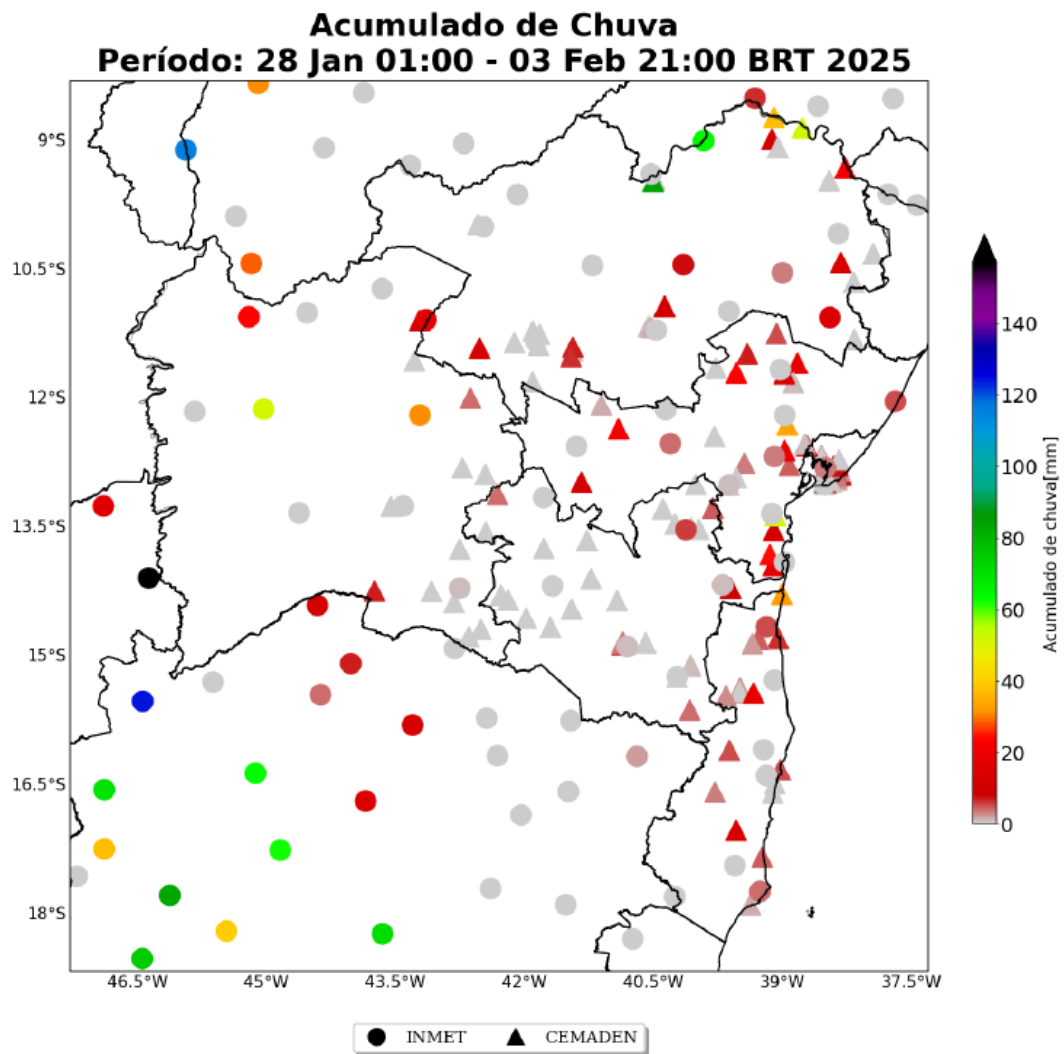 Acumulado de Chuva
Período: 28 Jan 01:00 - 03 Feb 21:00 BRT 2025
9°S
10.5°S
12°S
13.5°S
15°S
16.5°S
18°S
46.5°W 45°W 43.5°W 42°W 40.5°W 39°W 37.5°W
140
120
100
80
60
40
20
0
Acumulado de chuva[mm]
INMET CEMADEN